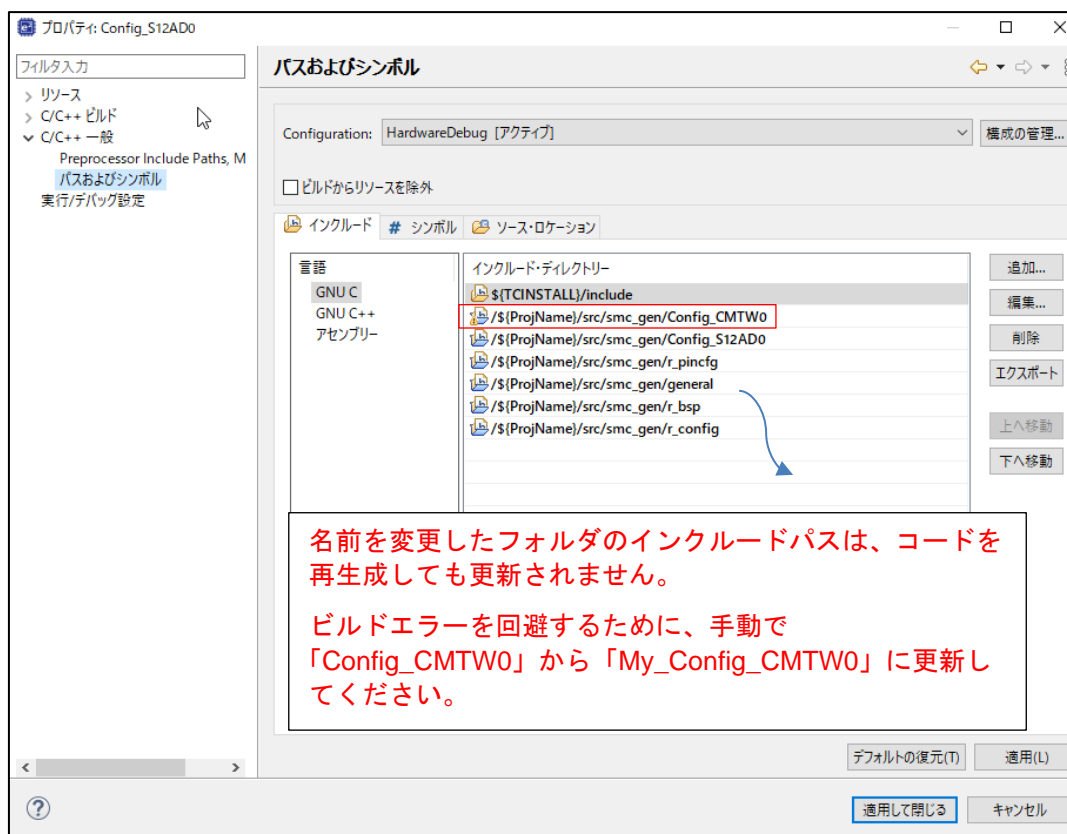 プロパティ: Config_S12AD0
フィルタ入力
リソース
C/C++ ビルド
C/C++ 一般
Preprocessor Include Paths, M
パスおよびシンボル
実行/デバッグ設定
パスおよびシンボル
Configuration: HardwareDebug [アクティブ] 構成の管理...
ビルドからリソースを除外
インクルード # シンボル ソース・ロケーション
言語
GNU C
GNU C++
アセンブリー
インクルード・ディレクトリー
${TCINSTALL}/include
/${ProjName}/src/smc_gen/Config_CMTW0
/${ProjName}/src/smc_gen/Config_S12AD0
/${ProjName}/src/smc_gen/r_pincfg
/${ProjName}/src/smc_gen/general
/${ProjName}/src/smc_gen/r_bsp
/${ProjName}/src/smc_gen/r_config
追加...
編集...
削除
エクスポート
上へ移動
下へ移動
名前を変更したフォルダのインクルードパスは、コードを
再生成しても更新されません。
ビルドエラーを回避するために、手動で
「Config_CMTW0」から「My_Config_CMTW0」に更新し
てください。
デフォルトの復元(T) 適用(L)
? 適用して閉じる キャンセル